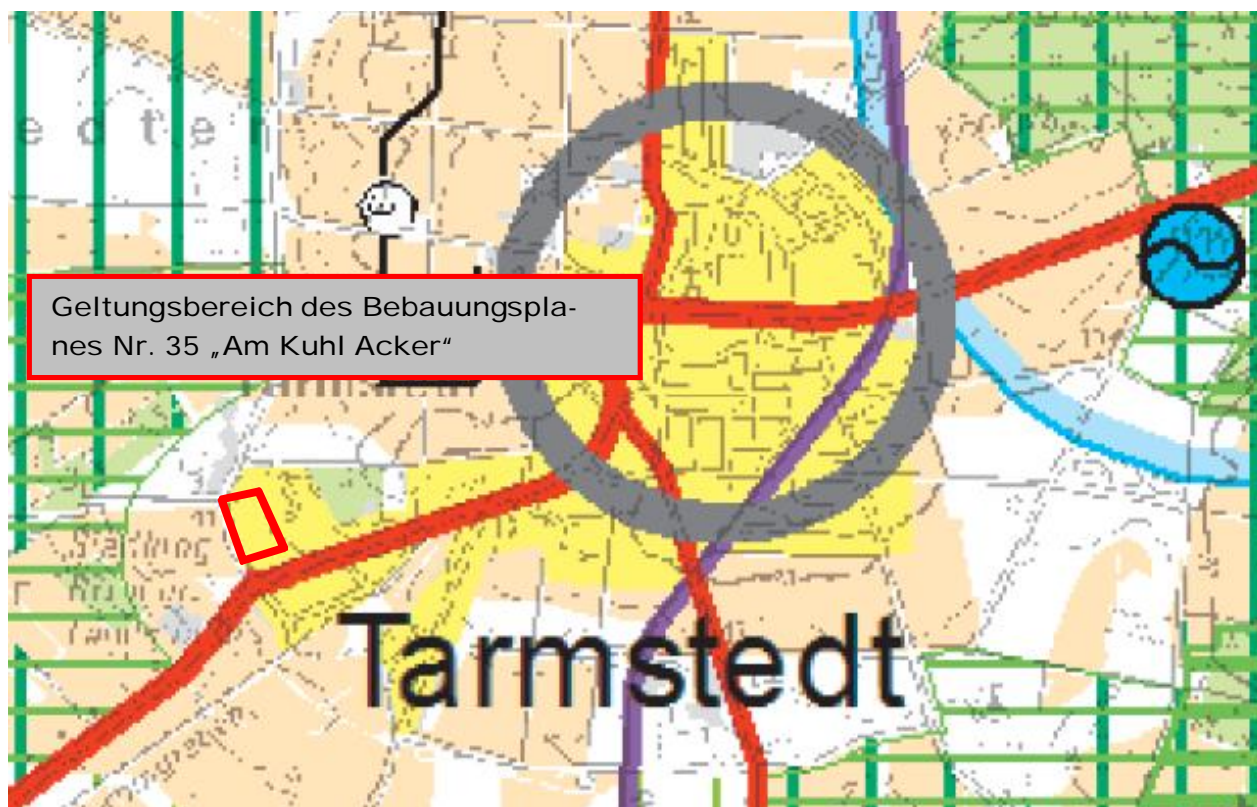 Geltungsbereich des Bebauungspla-
nes Nr. 35 „Am Kuhl Acker“
Tarmstedt